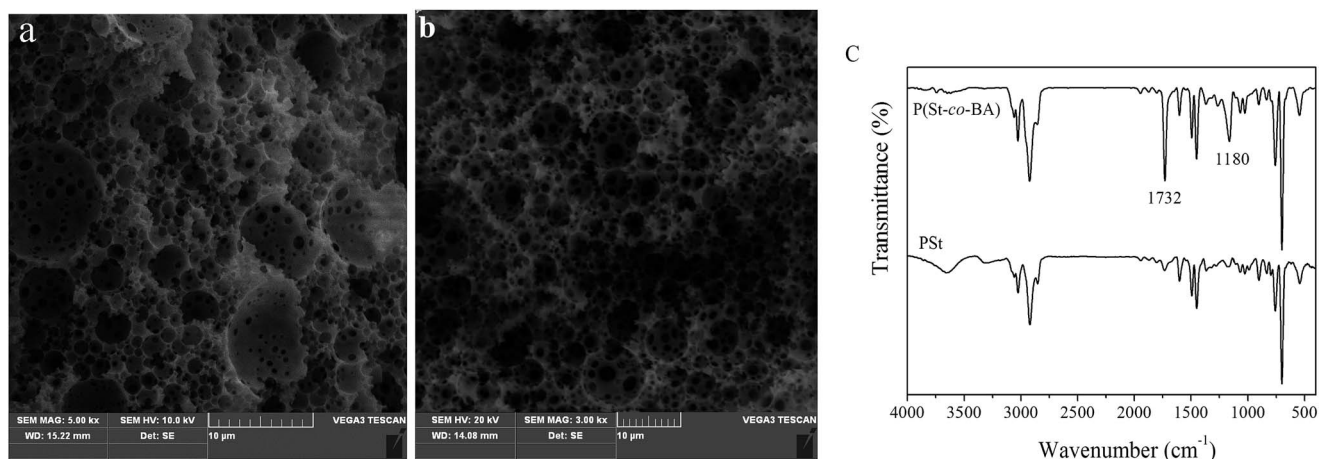 a
SEM MAG: 5.00 kx SEM HV: 10.0 kV VEGA3 TESCAN
WD: 15.22 mm Det: SE 10 µm
b
SEM HV: 20 kV SEM MAG: 3.00 kx VEGA3 TESCAN
WD: 14.08 mm Det: SE 10 µm
C
P(St-co-BA)
1180
1732
PSt
Transmittance (%)
4000 3500 3000 2500 2000 1500 1000 500
Wavenumber (cm⁻¹)